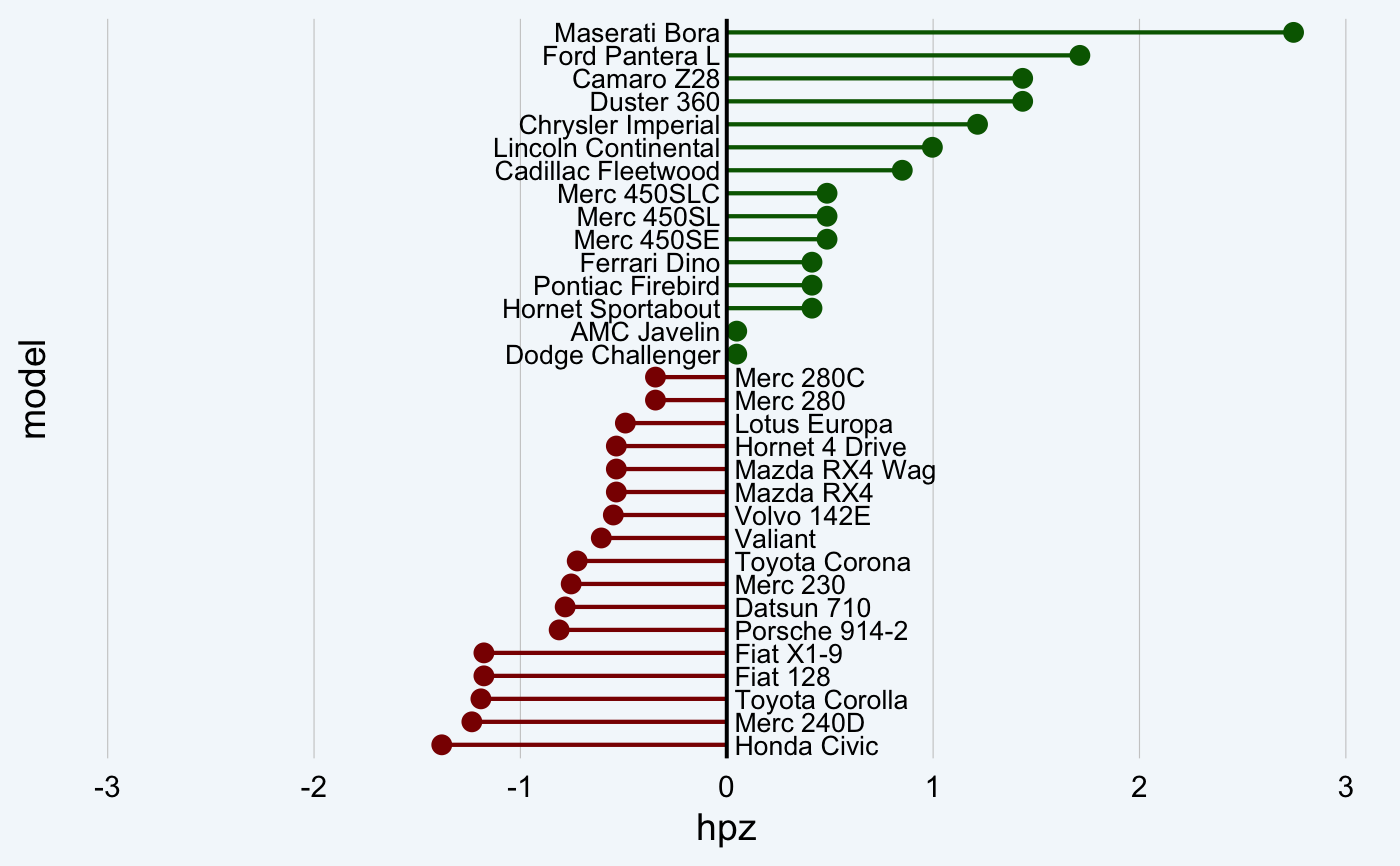 Maserati Bora
Ford Pantera L
Camaro Z28
Duster 360
Chrysler Imperial
Lincoln Continental
Cadillac Fleetwood
Merc 450SLC
Merc 450SL
Merc 450SE
Ferrari Dino
Pontiac Firebird
Hornet Sportabout
AMC Javelin
Dodge Challenger
Merc 280C
Merc 280
Lotus Europa
Hornet 4 Drive
Mazda RX4 Wag
Mazda RX4
Volvo 142E
Valiant
Toyota Corona
Merc 230
Datsun 710
Porsche 914-2
Fiat X1-9
Fiat 128
Toyota Corolla
Merc 240D
Honda Civic
model
-3 -2 -1 0 1 2 3
hpz